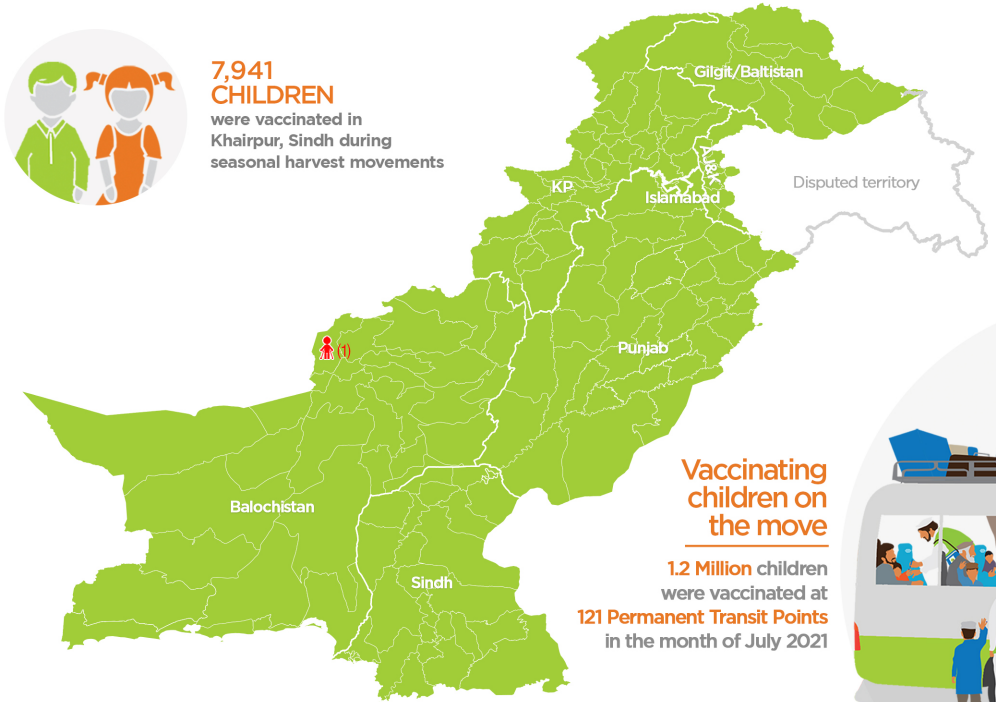 7,941
CHILDREN
were vaccinated in
Khairpur, Sindh during
seasonal harvest movements
Gilgit/Baltistan
AJ&K
Disputed territory
KP
Islamabad
(1)
Punjab
Balochistan
Sindh
Vaccinating
children on
the move
1.2 Million children
were vaccinated at
121 Permanent Transit Points
in the month of July 2021